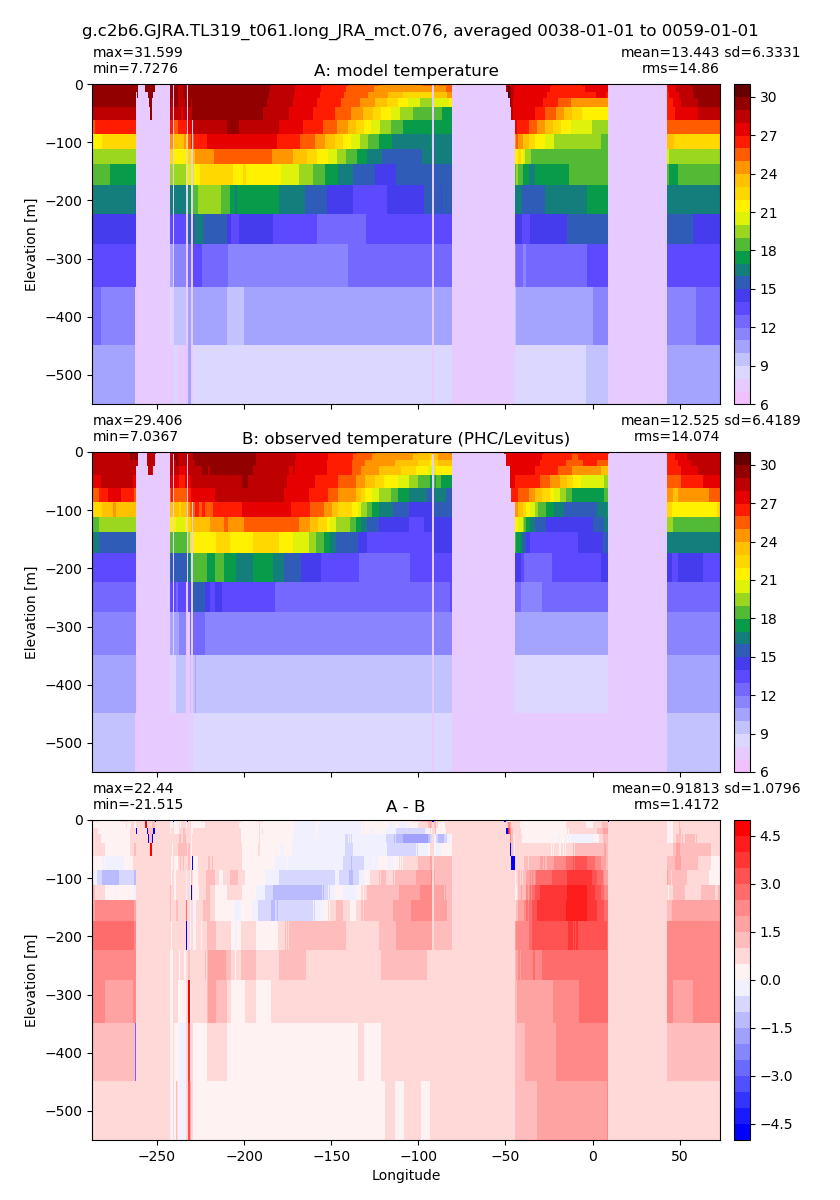 g.c2b6.GJRA.TL319_t061.long_JRA_mct.076, averaged 0038-01-01 to 0059-01-01
max=31.599
min=7.7276
A: model temperature
mean=13.443 sd=6.3331
rms=14.86
0
−100
−200
−300
−400
−500
Elevation [m]
30
27
24
21
18
15
12
9
6
max=29.406
min=7.0367
B: observed temperature (PHC/Levitus)
mean=12.525 sd=6.4189
rms=14.074
0
−100
−200
−300
−400
−500
Elevation [m]
30
27
24
21
18
15
12
9
6
max=22.44
min=-21.515
A - B
mean=0.91813 sd=1.0796
rms=1.4172
0
−100
−200
−300
−400
−500
Elevation [m]
4.5
3.0
1.5
0.0
−1.5
−3.0
−4.5
−250 −200 −150 −100 −50 0 50
Longitude